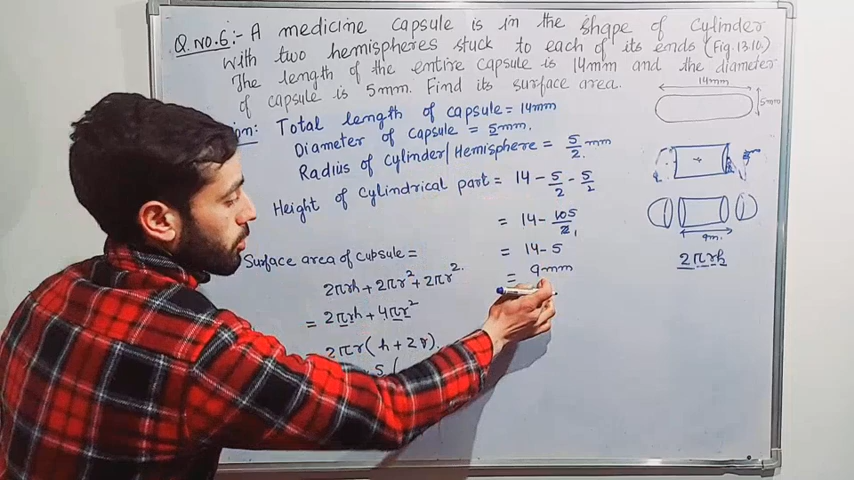 Q. No.6:- A medicine capsule is in the shape of cylinder
with two hemispheres stuck to each of its ends (Fig. 13.10.)
The length of the entire capsule is 14mm and the diameter
of capsule is 5mm. Find its surface area.
14mm
5mm
Total length of capsule = 14mm
Diameter of capsule = 5mm.
Radius of cylinder/Hemisphere = 5/2 mm
Height of cylindrical part = 14 - 5/2 - 5/2
= 14 - 105/2
= 14 - 5
= 9mm
9m.
2πrh
Surface area of cupsule =
2πrh + 2πr² + 2πr².
= 2πrh + 4πr²
2πr(h + 2r).
5 (